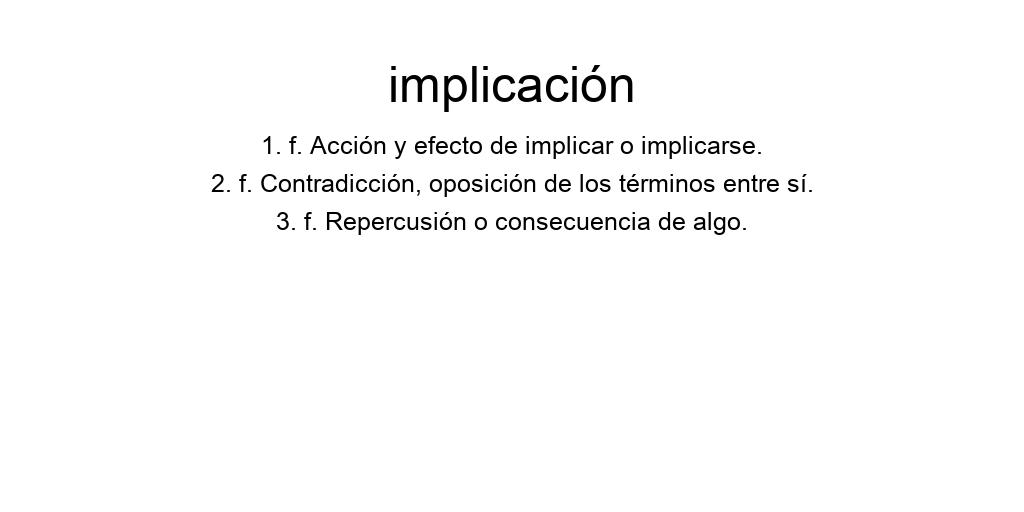 implicación
1. f. Acción y efecto de implicar o implicarse.
2. f. Contradicción, oposición de los términos entre sí.
3. f. Repercusión o consecuencia de algo.